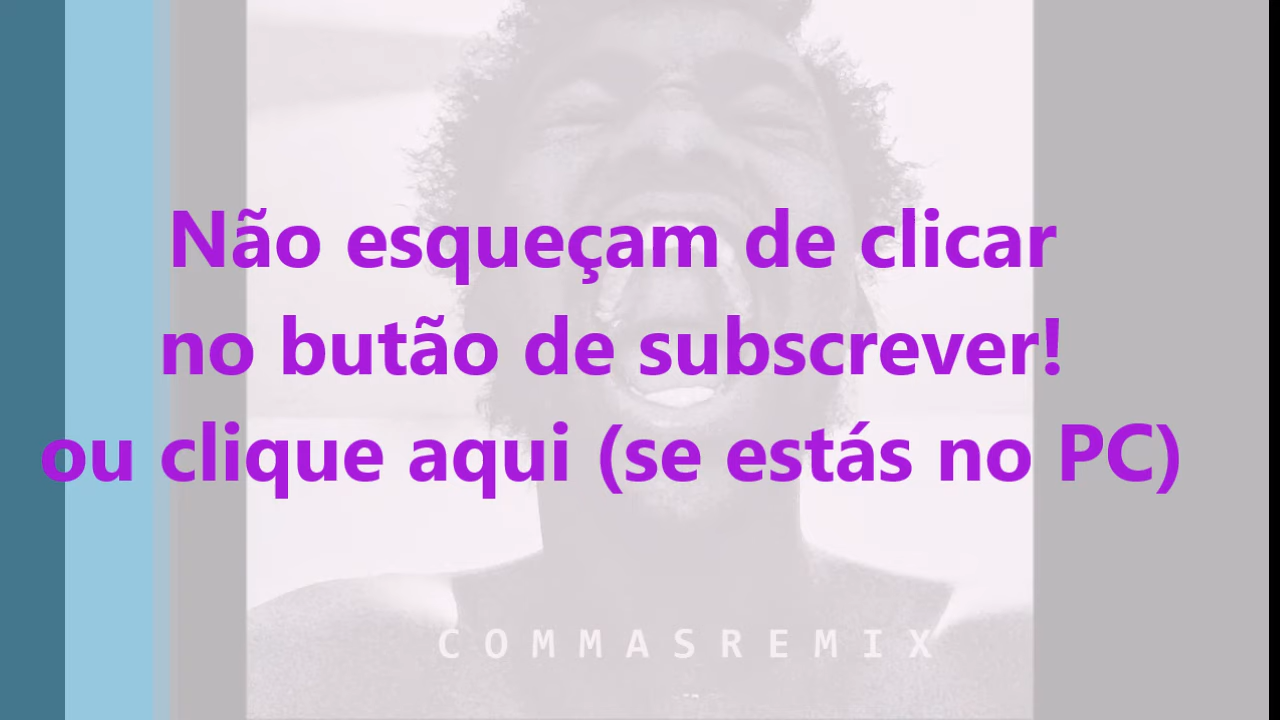 Não esqueçam de clicar
no butão de subscrever!
ou clique aqui (se estás no PC)
COMMASREMIX